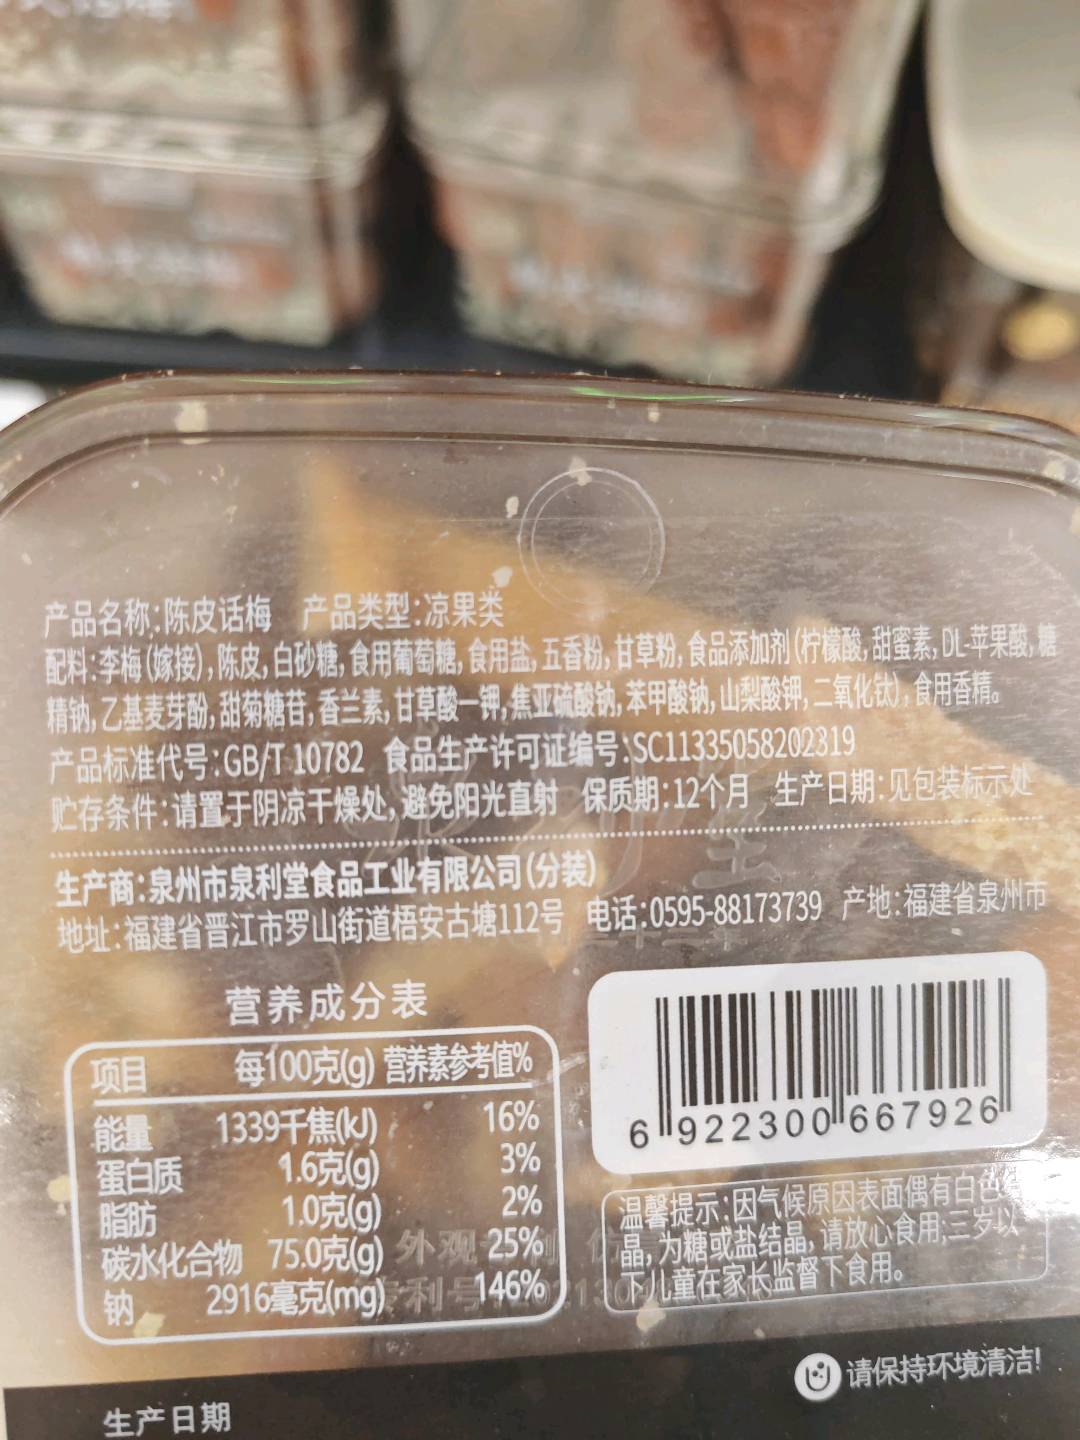 产品名称:陈皮话梅 产品类型:凉果类
配料:李梅(嫁接),陈皮,白砂糖,食用葡萄糖,食用盐,五香粉,甘草粉,食品添加剂(柠檬酸,甜蜜素,DL-苹果酸,糖
精钠,乙基麦芽酚,甜菊糖苷,香兰素,甘草酸一钾,焦亚硫酸钠,苯甲酸钠,山梨酸钾,二氧化钛),食用香精。
产品标准代号:GB/T 10782 食品生产许可证编号:SC11335058202319
贮存条件:请置于阴凉干燥处,避免阳光直射 保质期:12个月 生产日期:见包装标示处
生产商:泉州市泉利堂食品工业有限公司(分装)
地址:福建省晋江市罗山街道梧安古塘112号 电话:0595-88173739 产地:福建省泉州市
营养成分表
项目 每100克(g) 营养素参考值%
能量 1339千焦(kJ) 16%
蛋白质 1.6克(g) 3%
脂肪 1.0克(g) 2%
碳水化合物 75.0克(g) 25%
钠 2916毫克(mg) 146%
6 922300 667926
温馨提示:因气候原因表面偶有白色
晶,为糖或盐结晶,请放心食用;三岁以
下儿童在家长监督下食用。
外观
专利号
请保持环境清洁!
生产日期